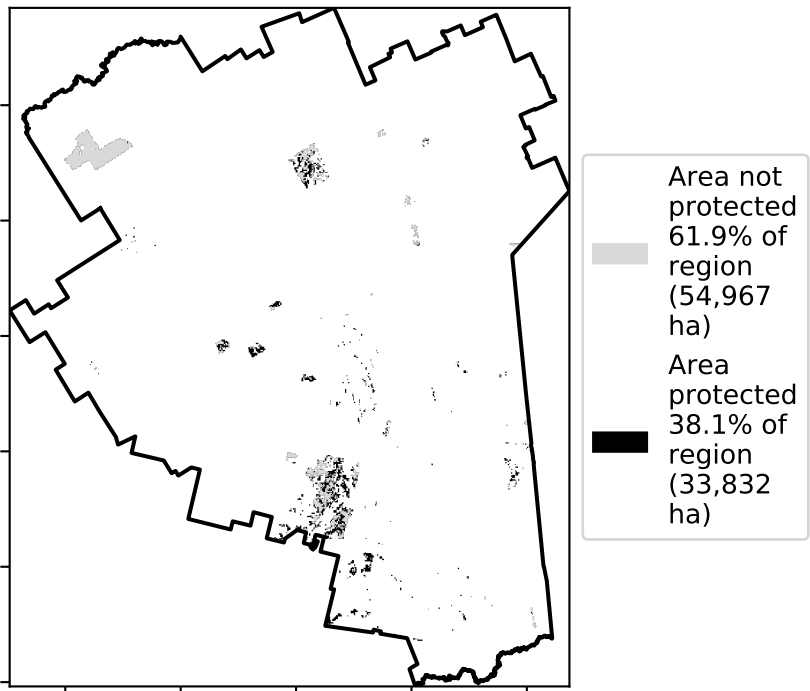 Area not
protected
61.9% of
region
(54,967
ha)
Area
protected
38.1% of
region
(33,832
ha)